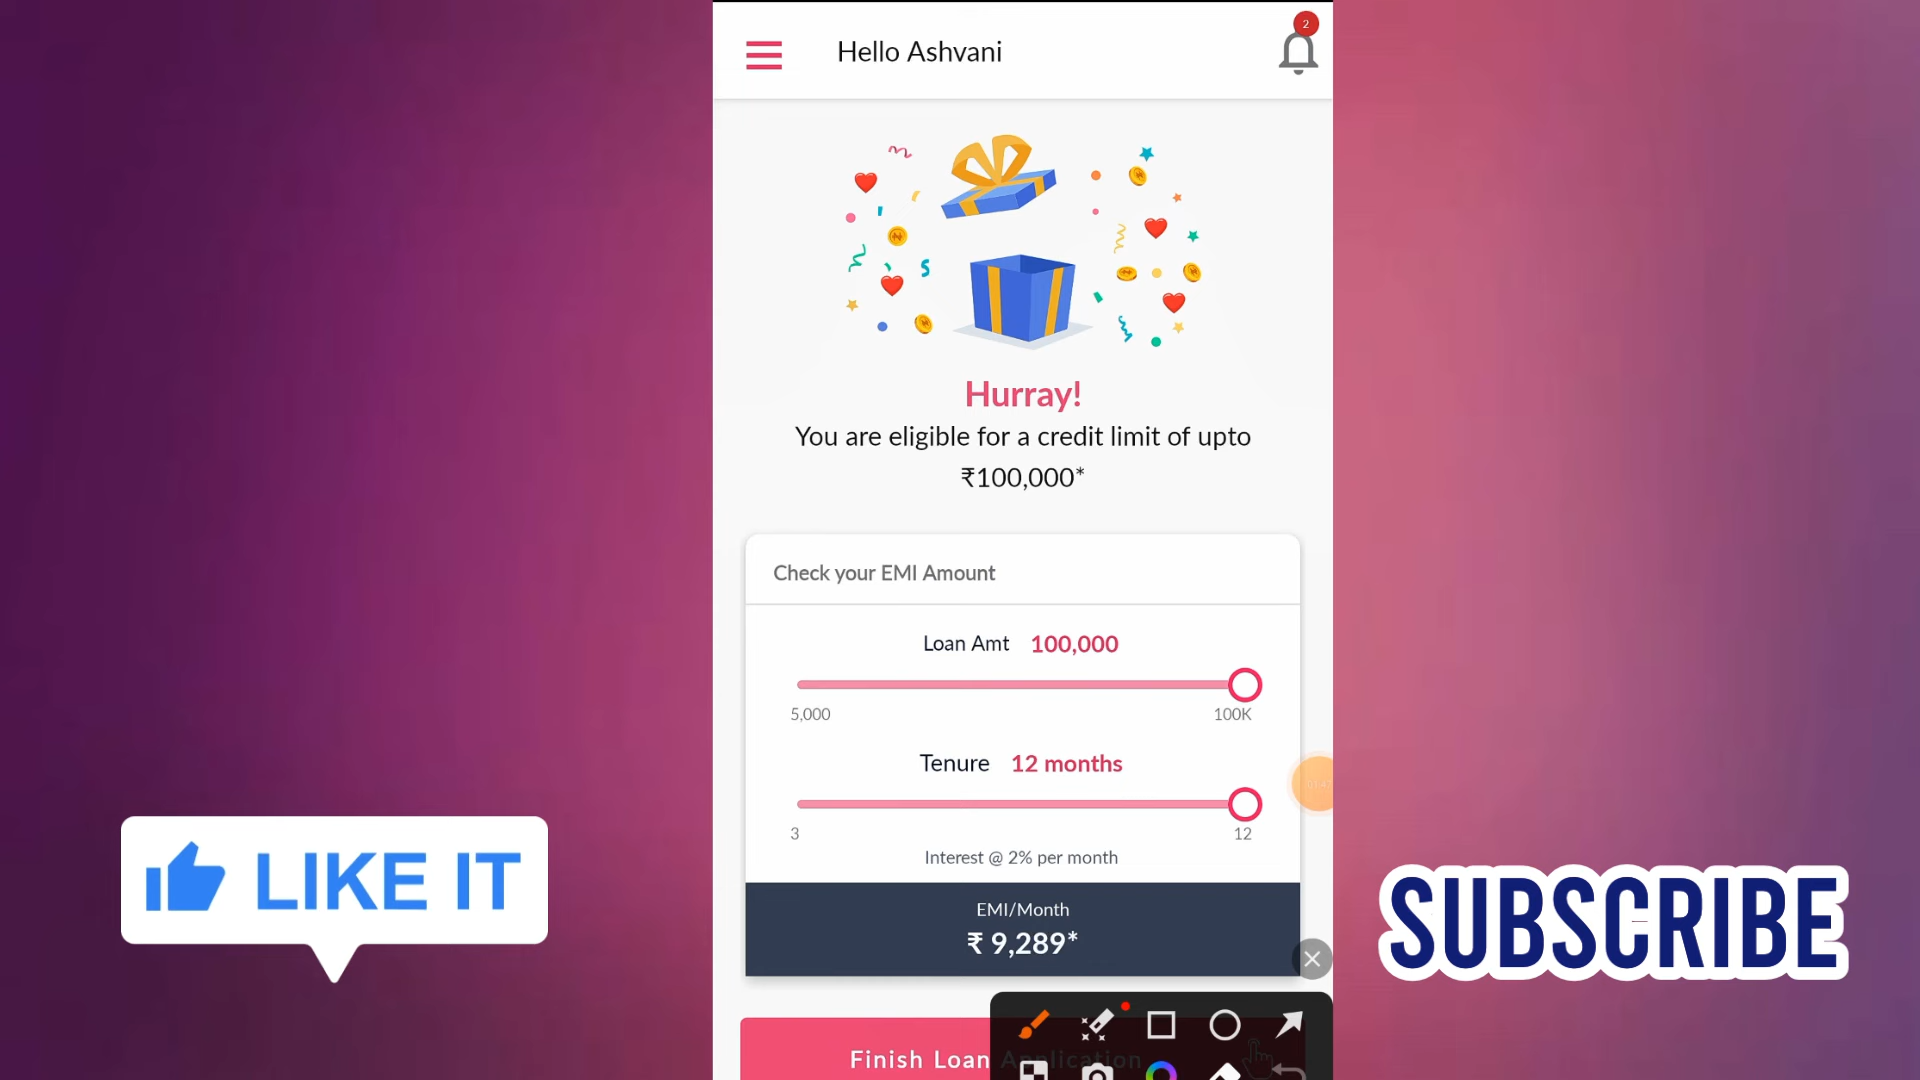 2
Hello Ashvani
Hurray!
You are eligible for a credit limit of upto
₹100,000*
Check your EMI Amount
Loan Amt 100,000
5,000 100K
Tenure 12 months
3 12
Interest @ 2% per month
EMI/Month
₹ 9,289*
Finish Loan Application
LIKE IT
SUBSCRIBE